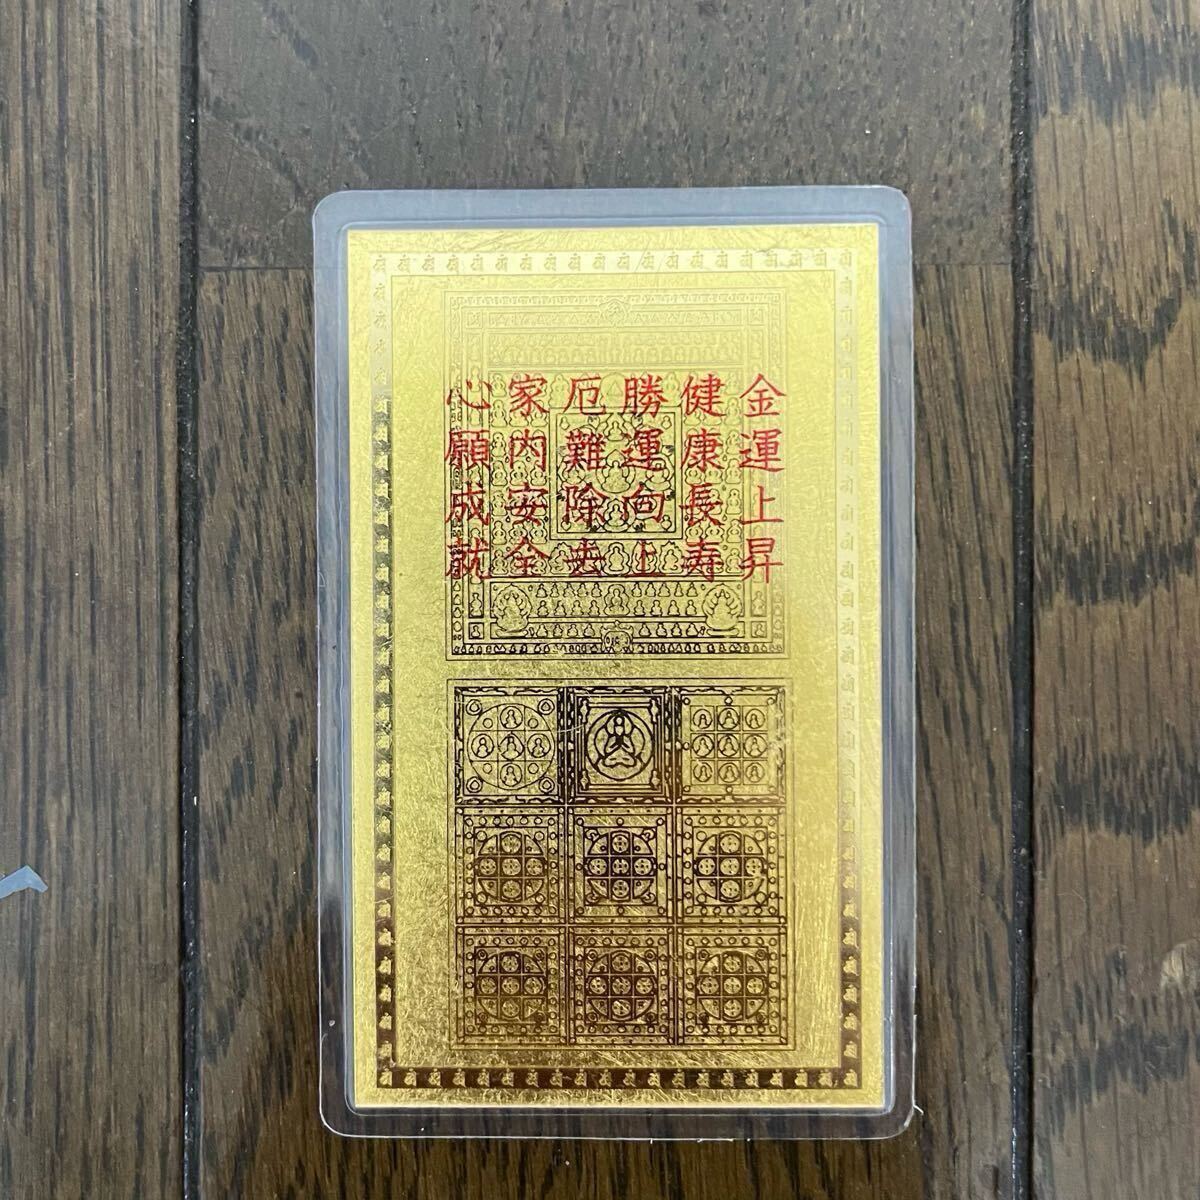 金運上昇
健康長寿
勝運向上
厄難除去
家内安全
心願成就